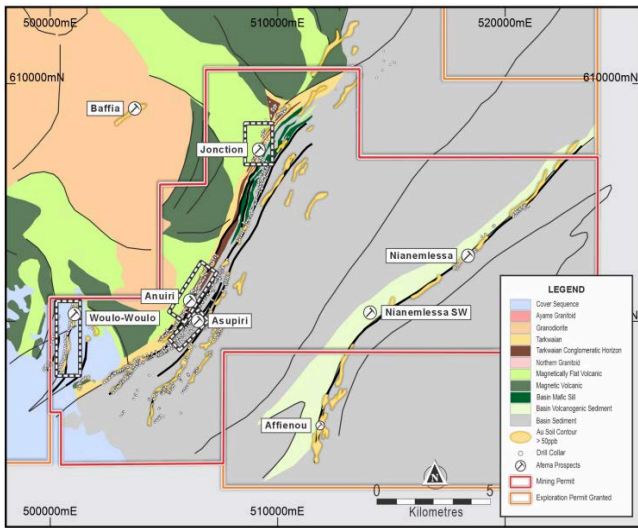 500000mE
510000mE
520000mE
610000mN
610000mN
Baffia
Jonction
Nianemlessa
Anuiri
Woulo-Woulo
Asupiri
Nianemlessa SW
Affienou
LEGEND
Cover Sequence
Ayame Granitoid
Granodiorite
Tarkwaian
Tarkwaian Conglomeratic Horizon
Northern Granitoid
Magnetically Flat Volcanic
Magnetic Volcanic
Basin Mafic Sill
Basin Volcanogenic Sediment
Basin Sediment
Au Soil Contour
> 50ppb
Drill Collar
Afema Prospects
Mining Permit
Exploration Permit Granted
N
0 5
Kilometres
500000mE
510000mE